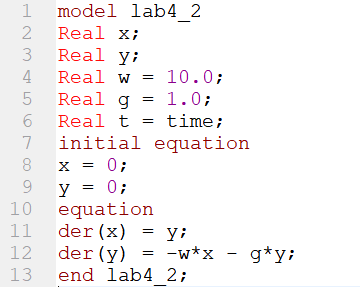 1 model lab4_2
2 Real x;
3 Real y;
4 Real w = 10.0;
5 Real g = 1.0;
6 Real t = time;
7 initial equation
8 x = 0;
9 y = 0;
10 equation
11 der(x) = y;
12 der(y) = -w*x - g*y;
13 end lab4_2;